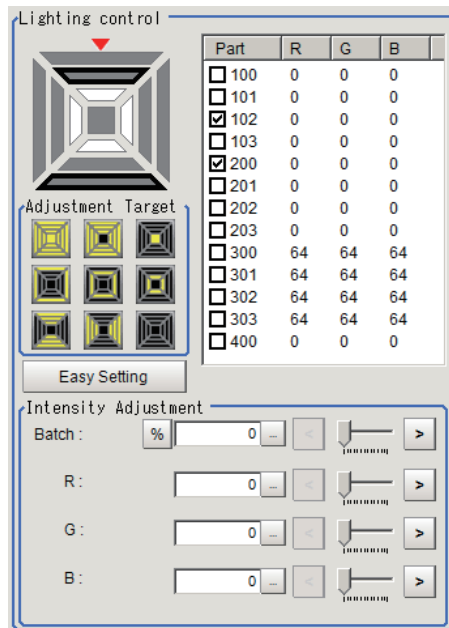 Lighting control
Part R G B
100 0 0 0
101 0 0 0
102 0 0 0
103 0 0 0
200 0 0 0
201 0 0 0
202 0 0 0
203 0 0 0
300 64 64 64
301 64 64 64
302 64 64 64
303 64 64 64
400 0 0 0
Adjustment Target
Easy Setting
Intensity Adjustment
Batch : % 0 ... < >
R : 0 ... < >
G : 0 ... < >
B : 0 ... < >